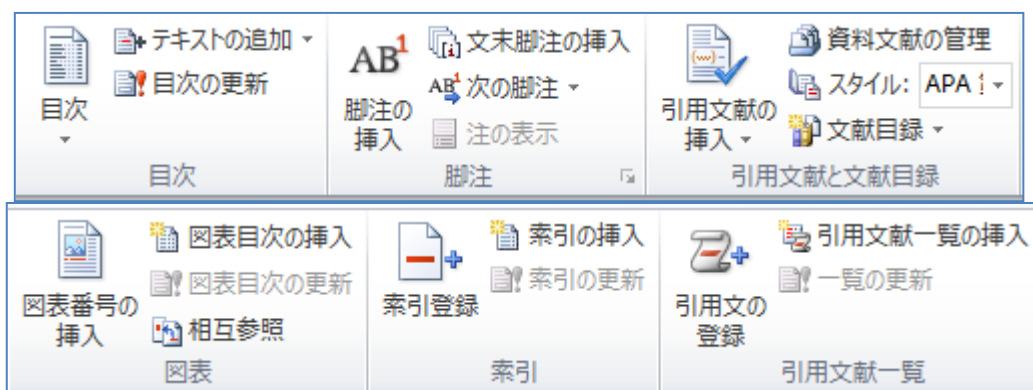 テキストの追加
目次の更新
目次
目次
AB1
脚注の
挿入
文末脚注の挿入
次の脚注
注の表示
脚注
引用文献の
挿入
資料文献の管理
スタイル: APA
文献目録
引用文献と文献目録
図表番号の
挿入
図表目次の挿入
図表目次の更新
相互参照
図表
索引登録
索引の挿入
索引の更新
索引
引用文の
登録
引用文献一覧の挿入
一覧の更新
引用文献一覧